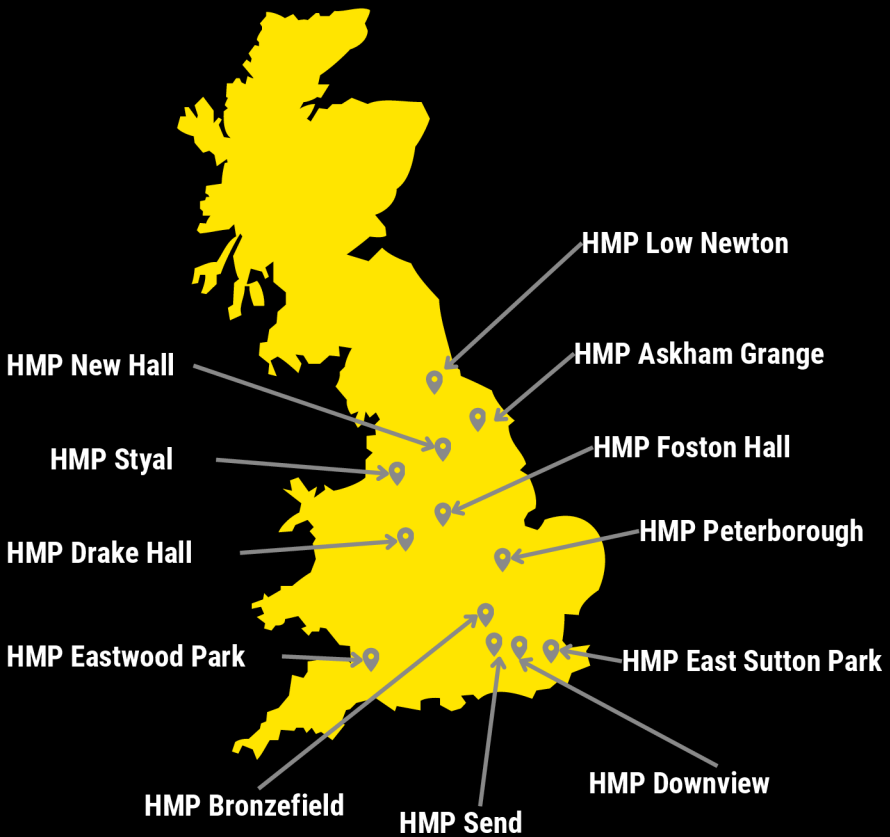 HMP Low Newton
HMP Askham Grange
HMP New Hall
HMP Foston Hall
HMP Styal
HMP Peterborough
HMP Drake Hall
HMP Eastwood Park
HMP East Sutton Park
HMP Downview
HMP Bronzefield
HMP Send